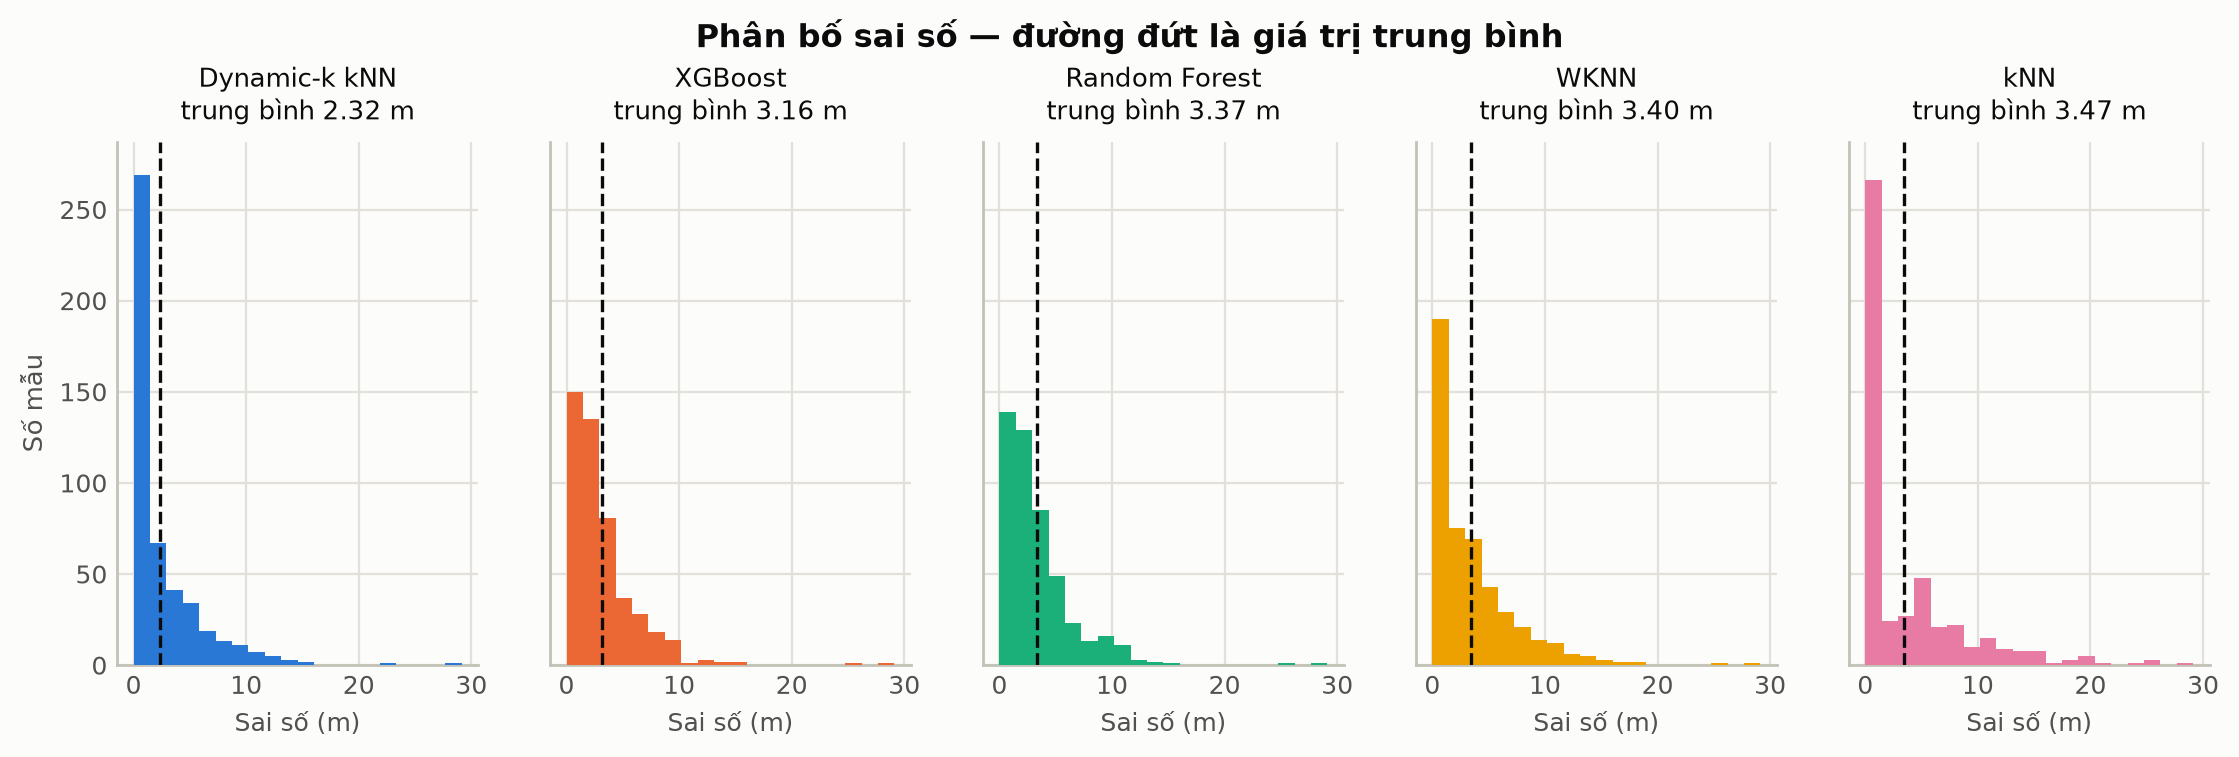 Phân bố sai số — đường đứt là giá trị trung bình
Dynamic-k kNN
trung bình 2.32 m
XGBoost
trung bình 3.16 m
Random Forest
trung bình 3.37 m
WKNN
trung bình 3.40 m
kNN
trung bình 3.47 m
Số mẫu
250
200
150
100
50
0
0 10 20 30
0 10 20 30
0 10 20 30
0 10 20 30
0 10 20 30
Sai số (m)
Sai số (m)
Sai số (m)
Sai số (m)
Sai số (m)